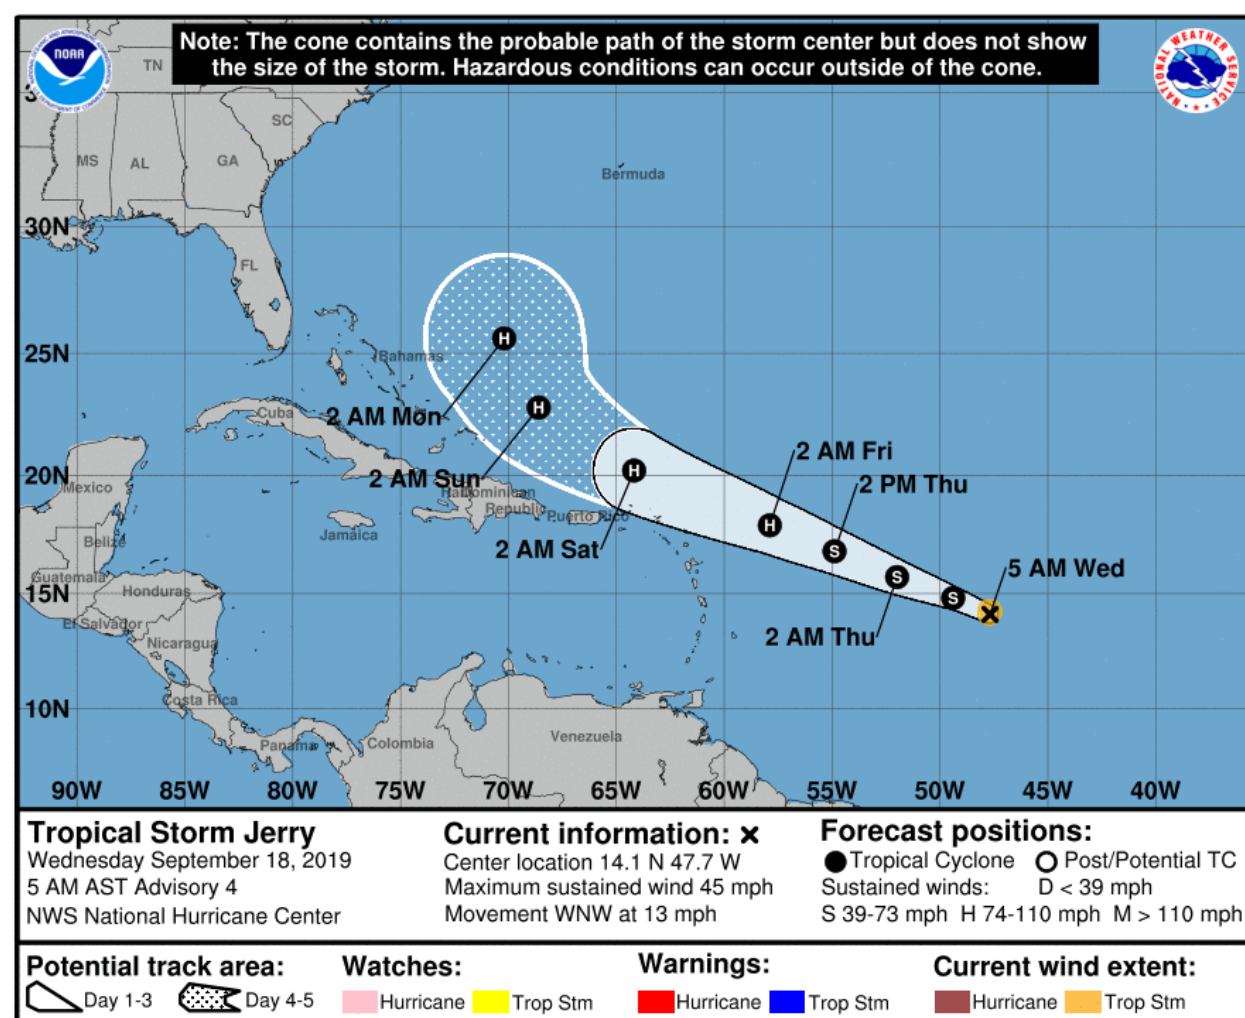 Note: The cone contains the probable path of the storm center but does not show
the size of the storm. Hazardous conditions can occur outside of the cone.
NOAA
NATIONAL WEATHER SERVICE
TN
SC
MS
AL
GA
Bermuda
30N
FL
25N
Bahamas
2 AM Mon
Cuba
2 AM Fri
20N
2 AM Sun
2 PM Thu
Mexico
Haiti
Dominican
Republic
Puerto Rico
Jamaica
2 AM Sat
Belize
5 AM Wed
Guatemala
15N
Honduras
El Salvador
2 AM Thu
Nicaragua
Costa Rica
10N
Panama
Colombia
Venezuela
90W 85W 80W 75W 70W 65W 60W 55W 50W 45W 40W
H
H
H
H
S
S
S
Tropical Storm Jerry
Wednesday September 18, 2019
5 AM AST Advisory 4
NWS National Hurricane Center
Current information: x
Center location 14.1 N 47.7 W
Maximum sustained wind 45 mph
Movement WNW at 13 mph
Forecast positions:
Tropical Cyclone Post/Potential TC
Sustained winds: D < 39 mph
S 39-73 mph H 74-110 mph M > 110 mph
Potential track area:
Day 1-3 Day 4-5
Watches:
Hurricane Trop Stm
Warnings:
Hurricane Trop Stm
Current wind extent:
Hurricane Trop Stm